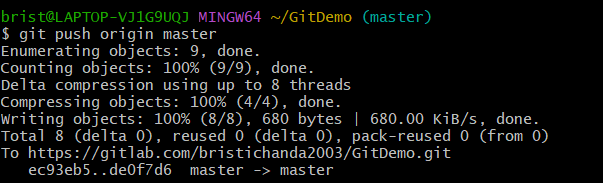 brist@LAPTOP-VJ1G9UQJ MINGW64 ~/GitDemo (master)
$ git push origin master
Enumerating objects: 9, done.
Counting objects: 100% (9/9), done.
Delta compression using up to 8 threads
Compressing objects: 100% (4/4), done.
Writing objects: 100% (8/8), 680 bytes | 680.00 KiB/s, done.
Total 8 (delta 0), reused 0 (delta 0), pack-reused 0 (from 0)
To https://gitlab.com/bristichanda2003/GitDemo.git
   ec93eb5..de0f7d6  master -> master